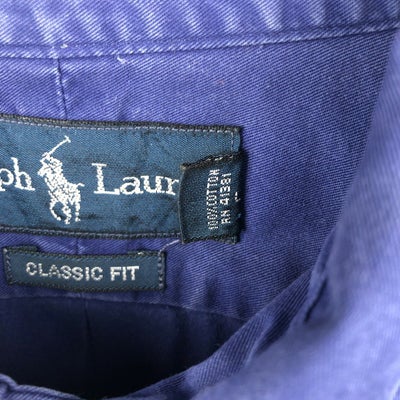 ph Laur
100% COTTON
RN 41381
CLASSIC FIT